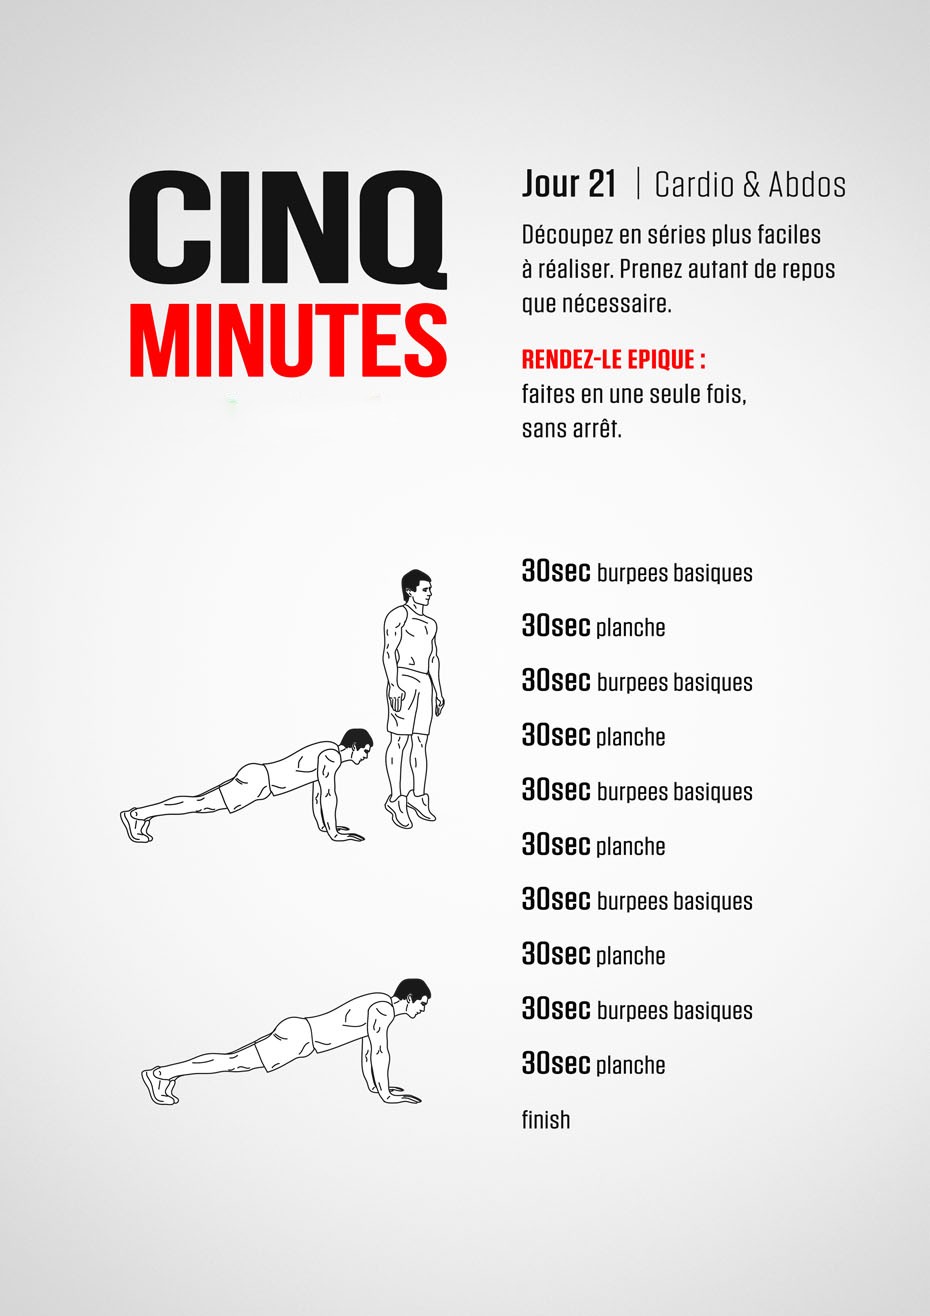 CINQ
MINUTES
Jour 21 | Cardio & Abdos
Découpez en séries plus faciles
à réaliser. Prenez autant de repos
que nécessaire.
RENDEZ-LE EPIQUE :
faites en une seule fois,
sans arrêt.
30sec burpees basiques
30sec planche
30sec burpees basiques
30sec planche
30sec burpees basiques
30sec planche
30sec burpees basiques
30sec planche
30sec burpees basiques
30sec planche
finish